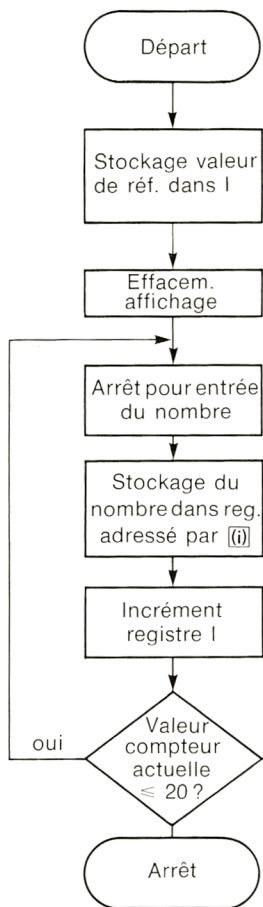 Départ
Stockage valeur
de réf. dans I
Effacem.
affichage
Arrêt pour entrée
du nombre
Stockage du
nombre dans reg.
adressé par (i)
Incrément
registre I
oui
Valeur
compteur
actuelle
≤ 20 ?
Arrêt